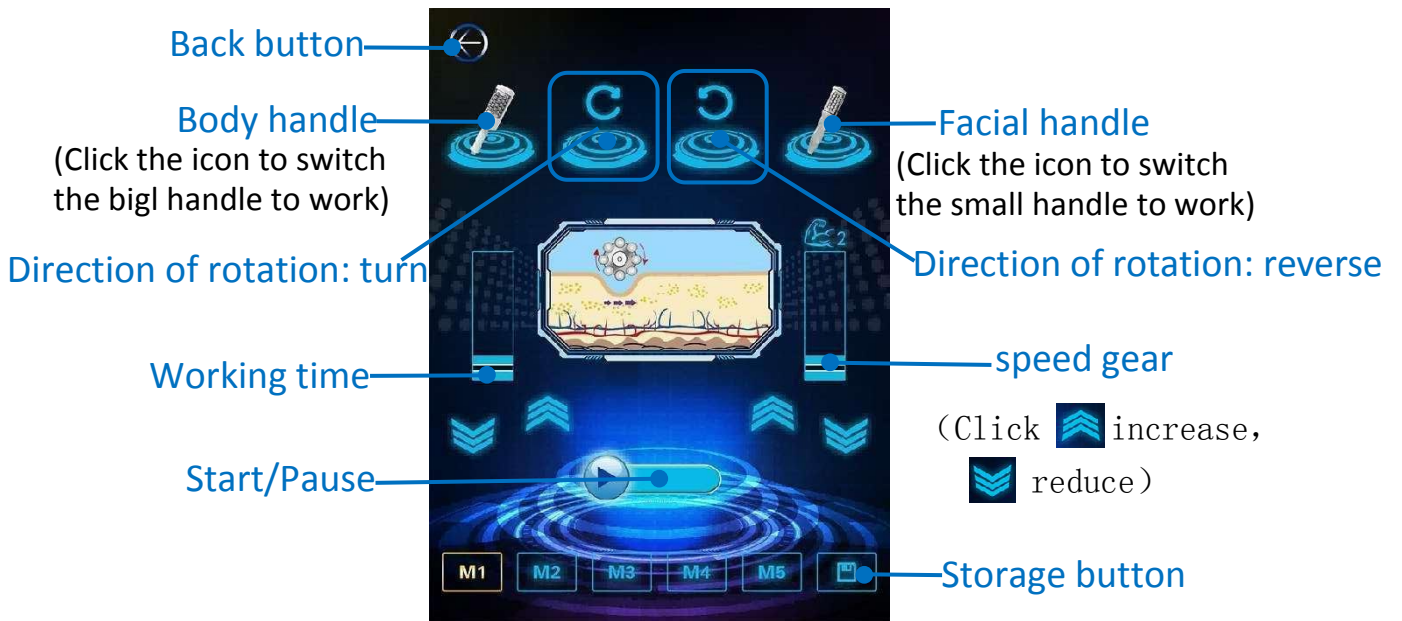 Back button
Body handle
(Click the icon to switch
the bigl handle to work)
Facial handle
(Click the icon to switch
the small handle to work)
2
Direction of rotation: turn
Direction of rotation: reverse
Working time
speed gear
(Click increase,
reduce)
Start/Pause
M1 M2 M3 M4 M5
Storage button